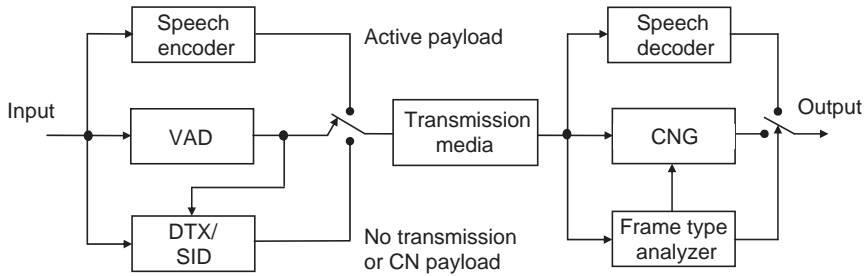 Speech
encoder
Active payload
Speech
decoder
Input
VAD
Transmission
media
CNG
Output
DTX/
SID
No transmission
or CN payload
Frame type
analyzer